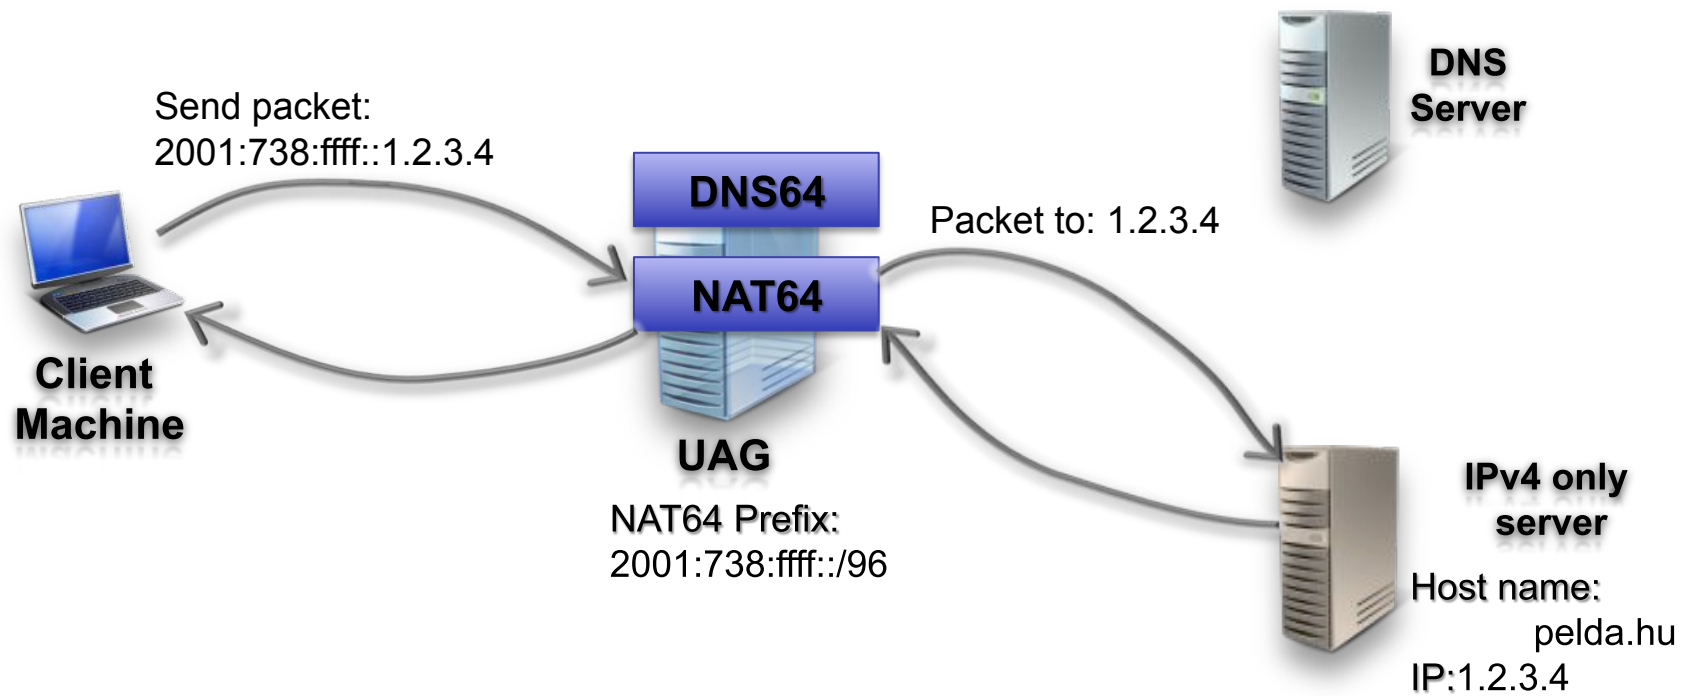 Send packet:
2001:738:ffff::1.2.3.4
Client
Machine
DNS64
NAT64
UAG
NAT64 Prefix:
2001:738:ffff::/96
Packet to: 1.2.3.4
DNS
Server
IPv4 only
server
Host name:
pelda.hu
IP:1.2.3.4